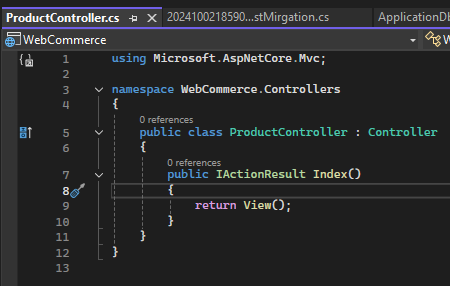 ProductController.cs
2024100218590...stMirgation.cs
ApplicationDB
WebCommerce
W
1 using Microsoft.AspNetCore.Mvc;
2
3 namespace WebCommerce.Controllers
4 {
0 references
5 public class ProductController : Controller
6 {
0 references
7 public IActionResult Index()
8 {
9 return View();
10 }
11 }
12 }
13